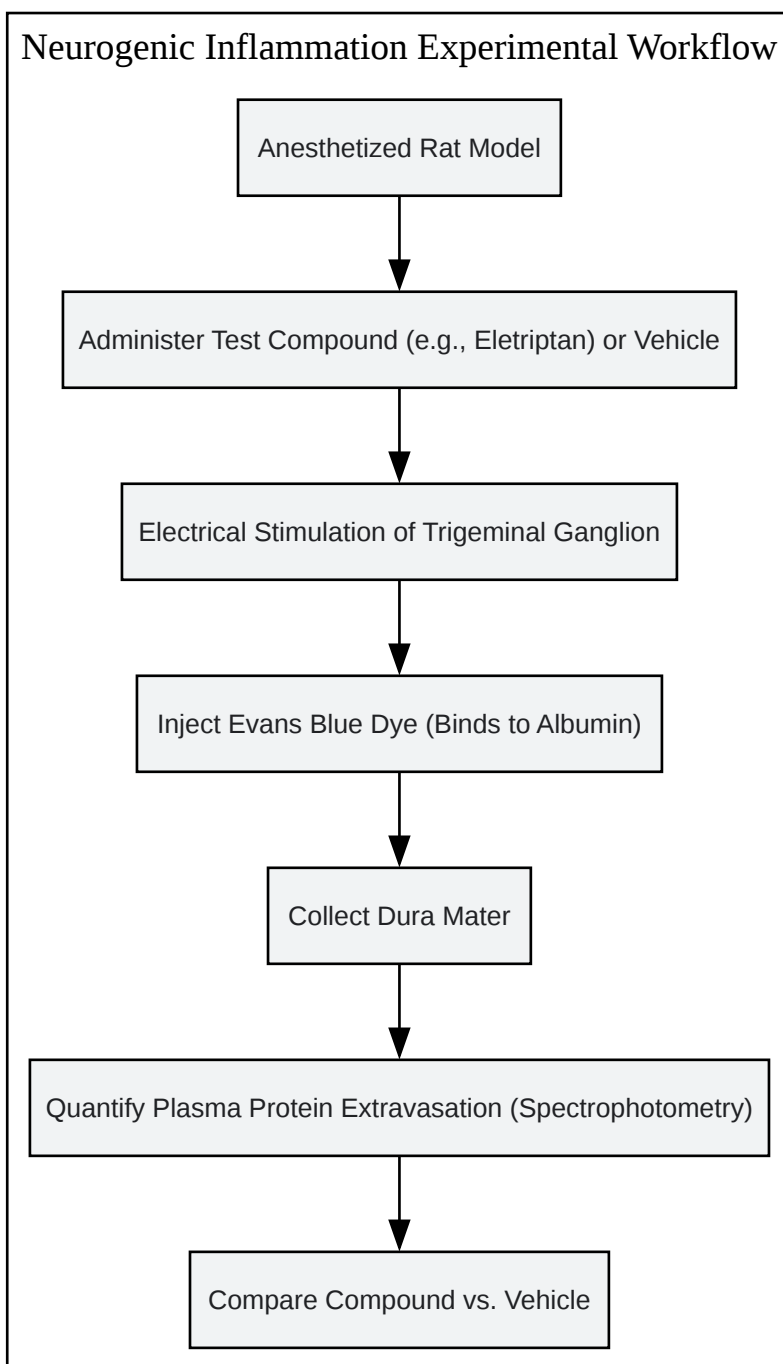 Neurogenic Inflammation Experimental Workflow
Anesthetized Rat Model
Administer Test Compound (e.g., Eletriptan) or Vehicle
Electrical Stimulation of Trigeminal Ganglion
Inject Evans Blue Dye (Binds to Albumin)
Collect Dura Mater
Quantify Plasma Protein Extravasation (Spectrophotometry)
Compare Compound vs. Vehicle